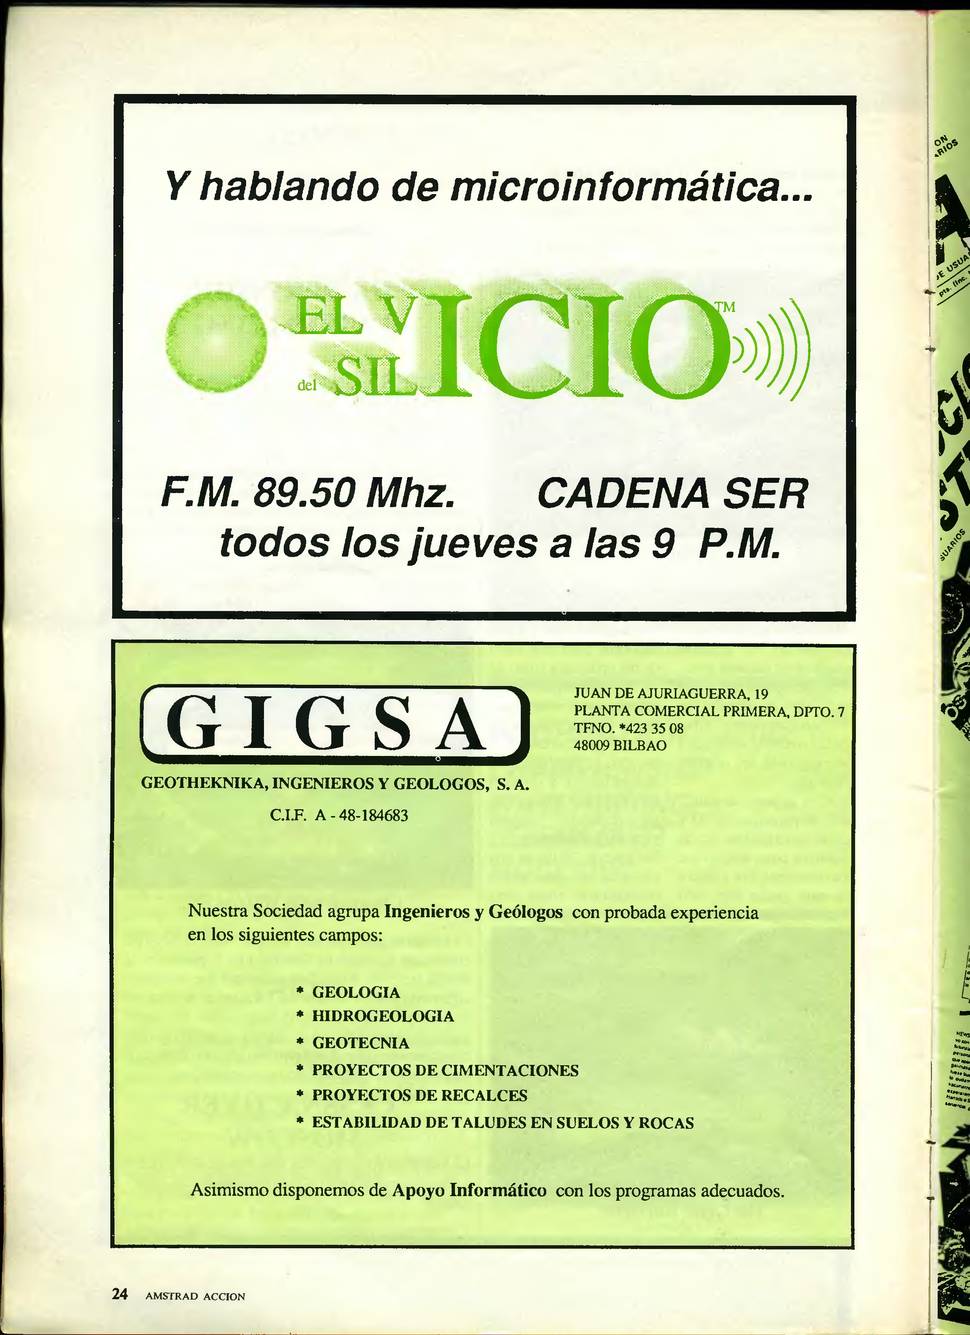 Y hablando de microinformática...
EL VICIO TM
del SILICIO
F.M. 89.50 Mhz. CADENA SER
todos los jueves a las 9 P.M.
GIGSA
GEOTHEKNIKA, INGENIEROS Y GEOLOGOS, S. A.
C.I.F. A - 48-184683
JUAN DE AJURIAGUERRA, 19
PLANTA COMERCIAL PRIMERA, DPTO. 7
TFNO. *423 35 08
48009 BILBAO
Nuestra Sociedad agrupa Ingenieros y Geólogos con probada experiencia
en los siguientes campos:
* GEOLOGIA
* HIDROGEOLOGIA
* GEOTECNIA
* PROYECTOS DE CIMENTACIONES
* PROYECTOS DE RECALCES
* ESTABILIDAD DE TALUDES EN SUELOS Y ROCAS
Asimismo disponemos de Apoyo Informático con los programas adecuados.
24 AMSTRAD ACCION